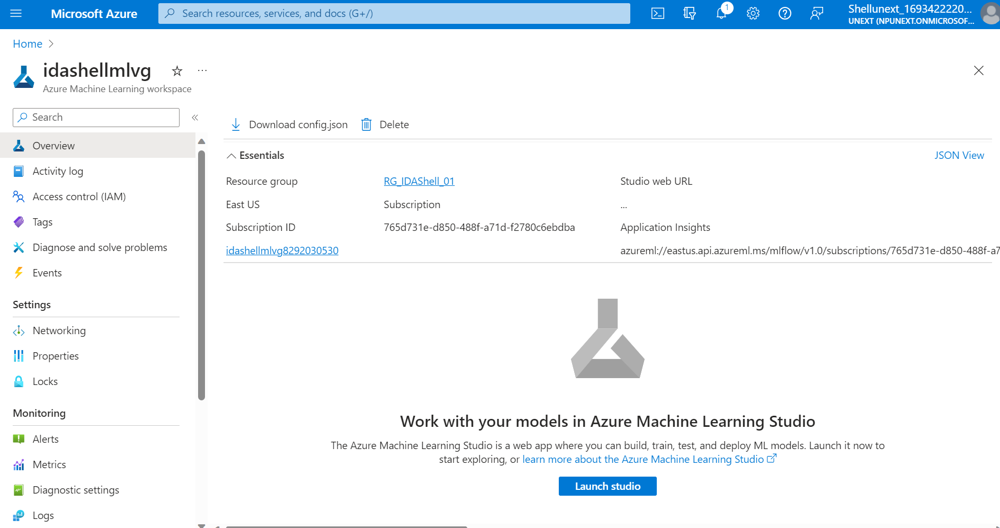 Microsoft Azure
Search resources, services, and docs (G+/)
1
Shellunext_1693422220...
UNEXT (NPUNEXT.ONMICROSOF...
Home
idashellmlvg
Azure Machine Learning workspace
Search
Overview
Activity log
Access control (IAM)
Tags
Diagnose and solve problems
Events
Settings
Networking
Properties
Locks
Monitoring
Alerts
Metrics
Diagnostic settings
Logs
Download config.json
Delete
Essentials
JSON View
Resource group
RG_IDAShell_01
Studio web URL
East US
Subscription
...
Subscription ID
765d731e-d850-488f-a71d-f2780c6ebdba
Application Insights
idashellmlvg8292030530
azureml://eastus.api.azureml.ms/mlflow/v1.0/subscriptions/765d731e-d850-488f-a7
Work with your models in Azure Machine Learning Studio
The Azure Machine Learning Studio is a web app where you can build, train, test, and deploy ML models. Launch it now to
start exploring, or learn more about the Azure Machine Learning Studio
Launch studio